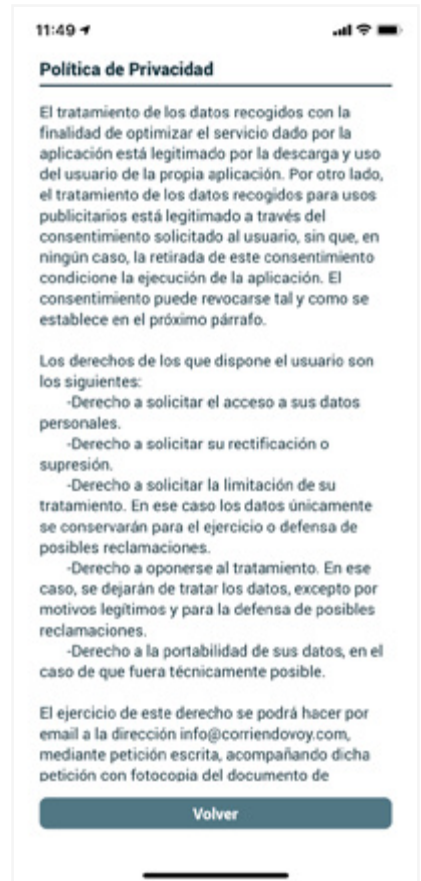 11:49
Política de Privacidad
El tratamiento de los datos recogidos con la
finalidad de optimizar el servicio dado por la
aplicación está legitimado por la descarga y uso
del usuario de la propia aplicación. Por otro lado,
el tratamiento de los datos recogidos para usos
publicitarios está legitimado a través del
consentimiento solicitado al usuario, sin que, en
ningún caso, la retirada de este consentimiento
condicione la ejecución de la aplicación. El
consentimiento puede revocarse tal y como se
establece en el próximo párrafo.
Los derechos de los que dispone el usuario son
los siguientes:
-Derecho a solicitar el acceso a sus datos
personales.
-Derecho a solicitar su rectificación o
supresión.
-Derecho a solicitar la limitación de su
tratamiento. En ese caso los datos únicamente
se conservarán para el ejercicio o defensa de
posibles reclamaciones.
-Derecho a oponerse al tratamiento. En ese
caso, se dejarán de tratar los datos, excepto por
motivos legítimos y para la defensa de posibles
reclamaciones.
-Derecho a la portabilidad de sus datos, en el
caso de que fuera técnicamente posible.
El ejercicio de este derecho se podrá hacer por
email a la dirección info@corriendovoy.com,
mediante petición escrita, acompañando dicha
petición con fotocopia del documento de
Volver